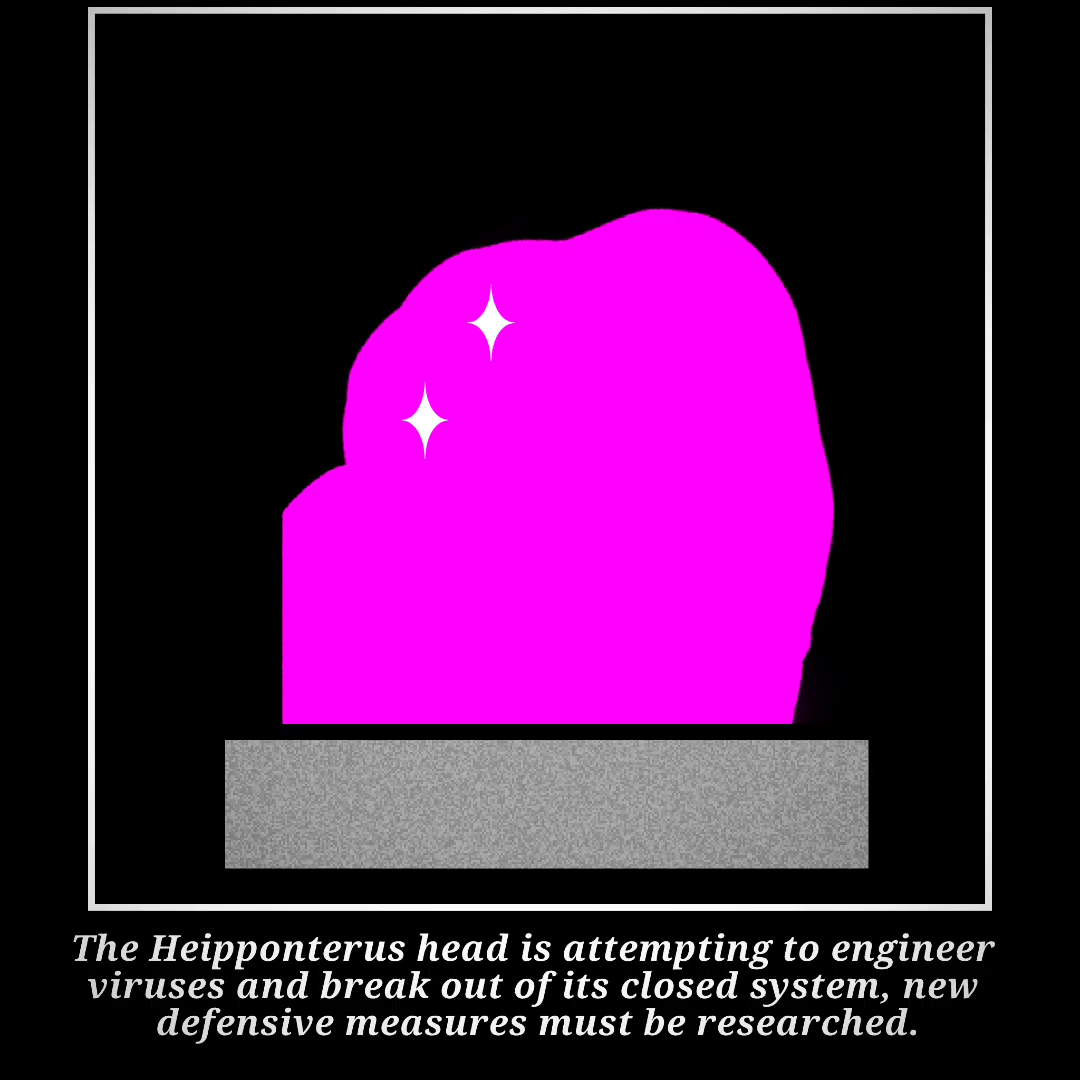 The Heipponterus head is attempting to engineer
viruses and break out of its closed system, new
defensive measures must be researched.